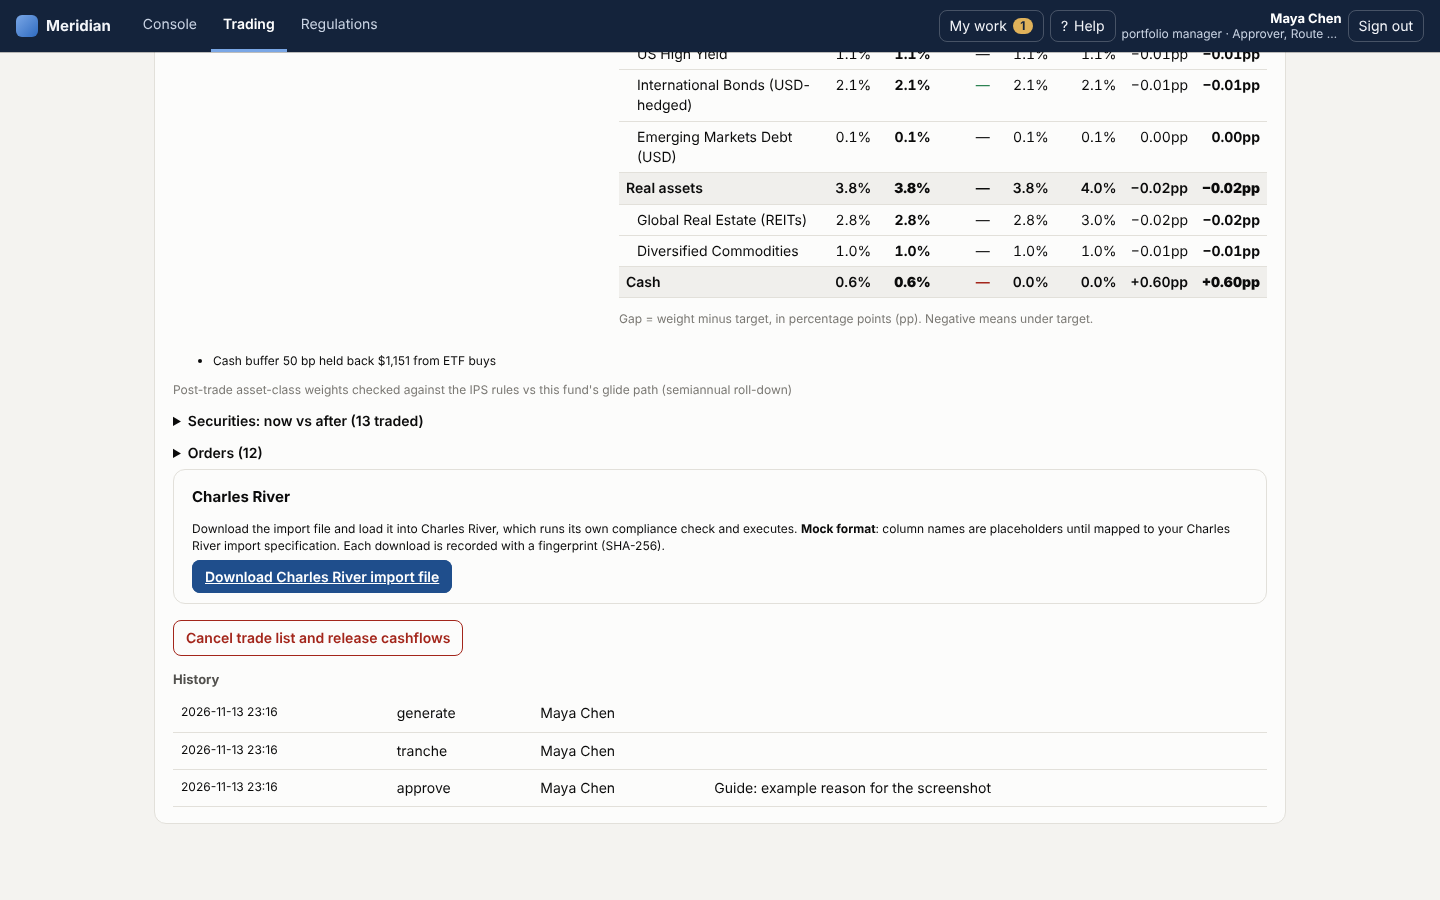 Meridian
Console
Trading
Regulations
My work 1
? Help
Maya Chen
portfolio manager · Approver, Route ...
Sign out
US High Yield 1.1% 1.1% — 1.1% 1.1% −0.01pp −0.01pp
International Bonds (USD-
hedged) 2.1% 2.1% — 2.1% 2.1% −0.01pp −0.01pp
Emerging Markets Debt
(USD) 0.1% 0.1% — 0.1% 0.1% 0.00pp 0.00pp
Real assets 3.8% 3.8% — 3.8% 4.0% −0.02pp −0.02pp
Global Real Estate (REITs) 2.8% 2.8% — 2.8% 3.0% −0.02pp −0.02pp
Diversified Commodities 1.0% 1.0% — 1.0% 1.0% −0.01pp −0.01pp
Cash 0.6% 0.6% — 0.0% 0.0% +0.60pp +0.60pp
Gap = weight minus target, in percentage points (pp). Negative means under target.
• Cash buffer 50 bp held back $1,151 from ETF buys
Post-trade asset-class weights checked against the IPS rules vs this fund's glide path (semiannual roll-down)
▶ Securities: now vs after (13 traded)
▶ Orders (12)
Charles River
Download the import file and load it into Charles River, which runs its own compliance check and executes. Mock format: column names are placeholders until mapped to your Charles
River import specification. Each download is recorded with a fingerprint (SHA-256).
Download Charles River import file
Cancel trade list and release cashflows
History
2026-11-13 23:16 generate Maya Chen
2026-11-13 23:16 tranche Maya Chen
2026-11-13 23:16 approve Maya Chen Guide: example reason for the screenshot